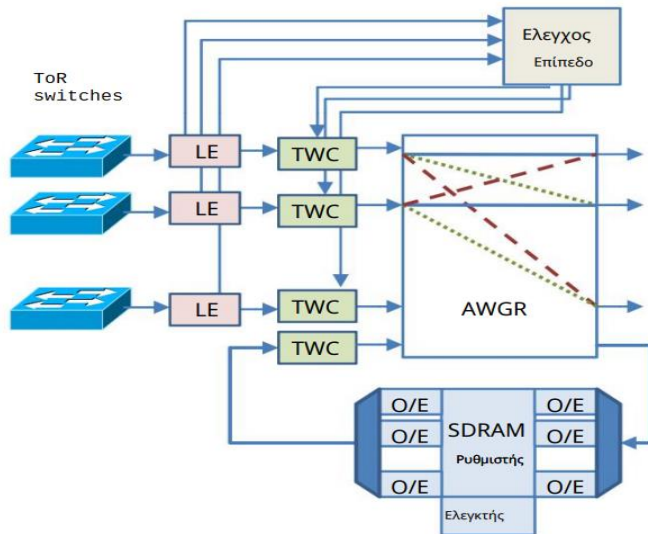 Ελεγχος
Επίπεδο
ToR
switches
LE
TWC
LE
TWC
LE
TWC
AWGR
TWC
O/E
O/E
O/E
SDRAM
O/E
Ρυθμιστής
O/E
O/E
Ελεγκτής